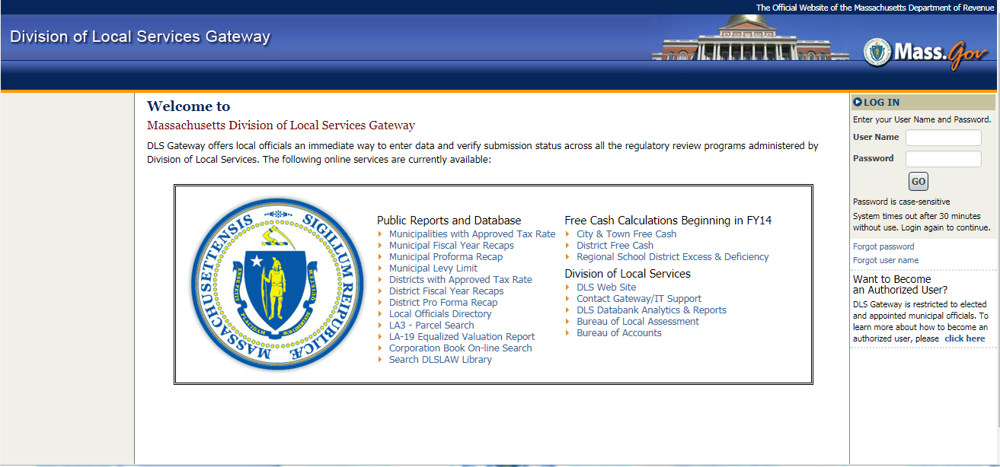 The Official Website of the Massachusetts Department of Revenue
Division of Local Services Gateway
Mass.Gov
Welcome to
Massachusetts Division of Local Services Gateway
DLS Gateway offers local officials an immediate way to enter data and verify submission status across all the regulatory review programs administered by
Division of Local Services. The following online services are currently available:
SIGILLUM REIPUBLICÆ MASSACHUSETTENSIS
ENSE PETIT PLACIDAM SUB LIBERTATE QUIETEM
Public Reports and Database
Municipalities with Approved Tax Rate
Municipal Fiscal Year Recaps
Municipal Proforma Recap
Municipal Levy Limit
Districts with Approved Tax Rate
District Fiscal Year Recaps
District Pro Forma Recap
Local Officials Directory
LA3 - Parcel Search
LA-19 Equalized Valuation Report
Corporation Book On-line Search
Search DLSLAW Library
Free Cash Calculations Beginning in FY14
City & Town Free Cash
District Free Cash
Regional School District Excess & Deficiency
Division of Local Services
DLS Web Site
Contact Gateway/IT Support
DLS Databank Analytics & Reports
Bureau of Local Assessment
Bureau of Accounts
LOG IN
Enter your User Name and Password.
User Name
Password
GO
Password is case-sensitive
System times out after 30 minutes
without use. Login again to continue.
Forgot password
Forgot user name
Want to Become
an Authorized User?
DLS Gateway is restricted to elected
and appointed municipal officials. To
learn more about how to become an
authorized user, please click here